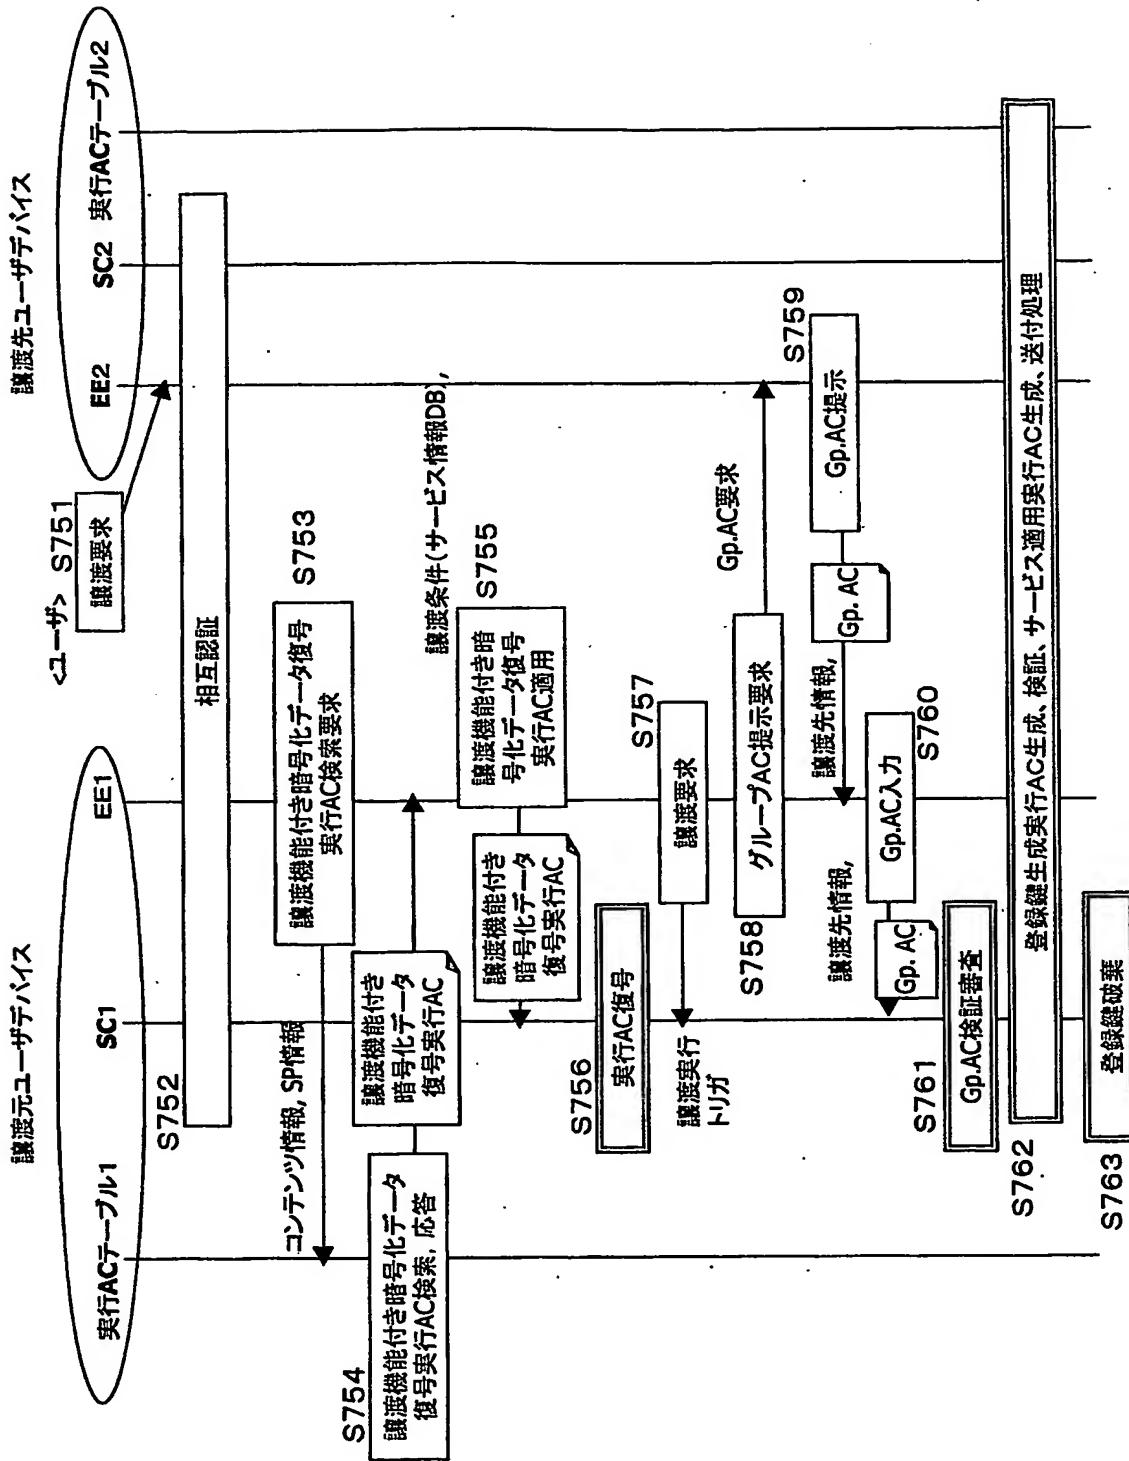 譲渡元ユーザデバイス
実行ACテーブル1
SC1
EE1
譲渡先ユーザデバイス
EE2
SC2
実行ACテーブル2
<ユーザ>
S751
譲渡要求
S752
相互認証
S753
譲渡機能付き暗号化データ復号
実行AC検索要求
コンテンツ情報, SP情報
S754
譲渡機能付き暗号化データ
復号実行AC検索, 応答
譲渡機能付き
暗号化データ
復号実行AC
譲渡条件(サービス情報DB),
S755
譲渡機能付き暗
号化データ復号
実行AC適用
譲渡機能付き
暗号化データ
復号実行AC
S756
実行AC復号
S757
譲渡要求
譲渡実行
トリガ
S758
グループAC提示要求
Gp.AC要求
S759
Gp.AC提示
Gp. AC
譲渡先情報,
S760
Gp.AC入力
譲渡先情報,
Gp. AC
S761
Gp.AC検証審査
S762
登録鍵生成実行AC生成、検証、サービス適用実行AC生成、送付処理
S763
登録鍵破棄